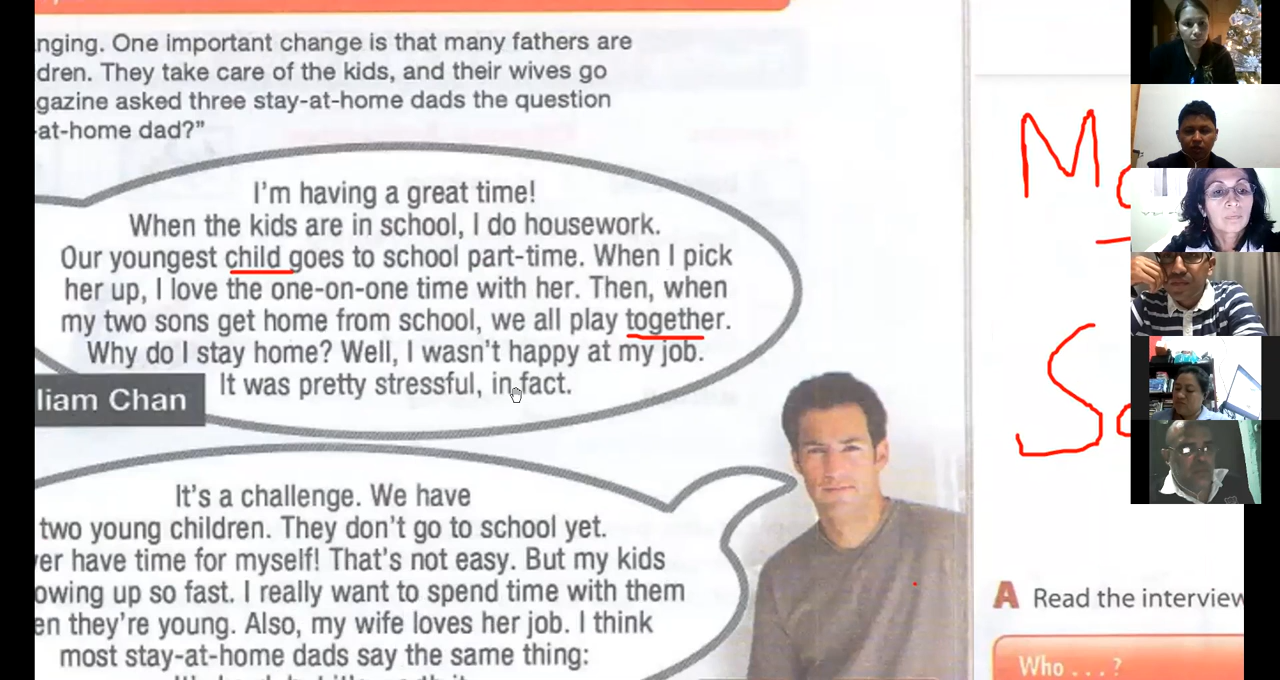 nging. One important change is that many fathers are
dren. They take care of the kids, and their wives go
gazine asked three stay-at-home dads the question
-at-home dad?”
I’m having a great time!
When the kids are in school, I do housework.
Our youngest child goes to school part-time. When I pick
her up, I love the one-on-one time with her. Then, when
my two sons get home from school, we all play together.
Why do I stay home? Well, I wasn’t happy at my job.
It was pretty stressful, in fact.
liam Chan
It’s a challenge. We have
two young children. They don’t go to school yet.
ver have time for myself! That’s not easy. But my kids
owing up so fast. I really want to spend time with them
en they’re young. Also, my wife loves her job. I think
most stay-at-home dads say the same thing:
M
S
A Read the interview
Who . . . ?